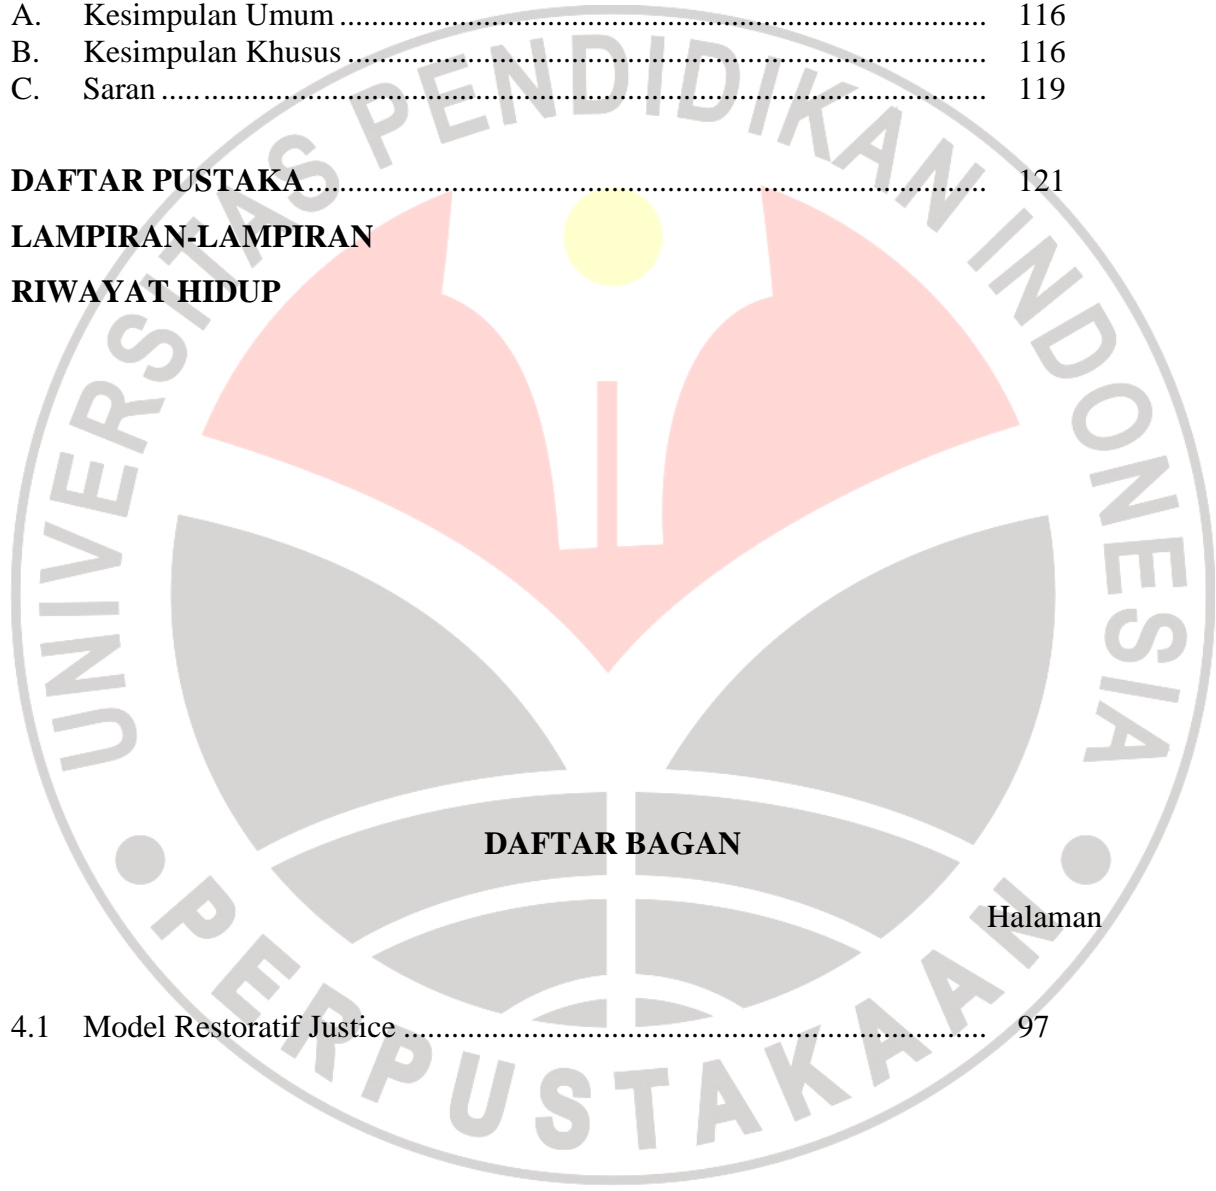 A. Kesimpulan Umum ................................................................................ 116
B. Kesimpulan Khusus ............................................................................... 116
C. Saran ...................................................................................................... 119
DAFTAR PUSTAKA .................................................................................... 121
LAMPIRAN-LAMPIRAN
RIWAYAT HIDUP
DAFTAR BAGAN
Halaman
4.1 Model Restoratif Justice ........................................................................ 97
UNIVERSITAS PENDIDIKAN INDONESIA
PERPUSTAKAAN